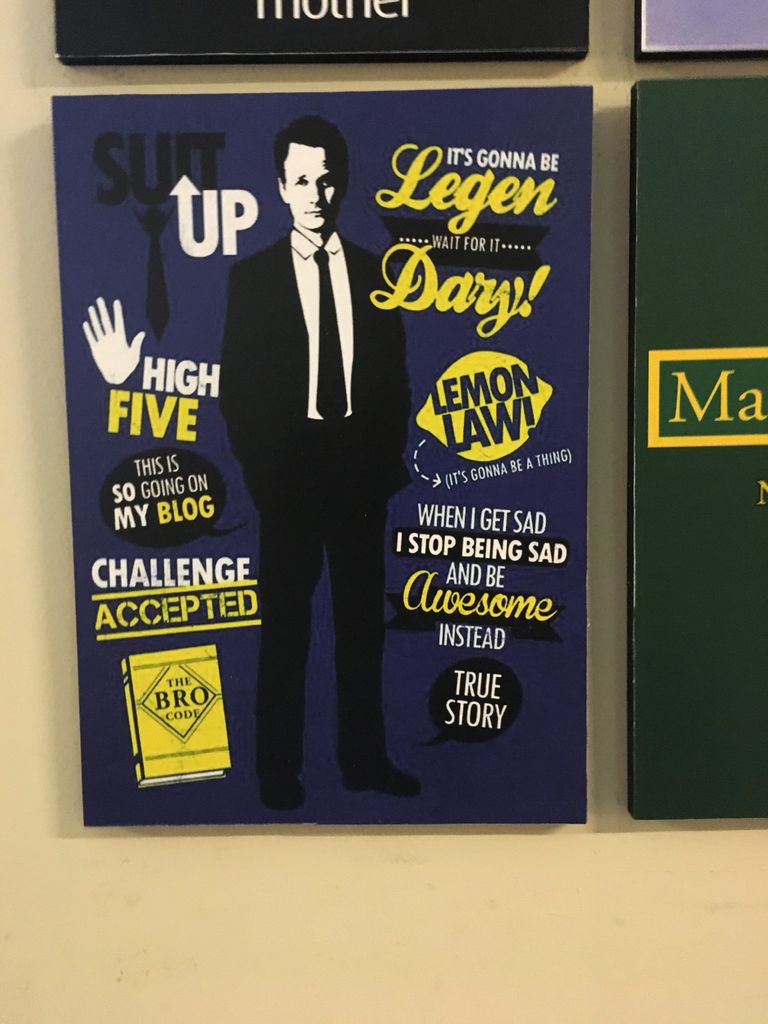 mother
SUIT
UP
HIGH
FIVE
THIS IS
SO GOING ON
MY BLOG
CHALLENGE
ACCEPTED
THE
BRO
CODE
IT'S GONNA BE
Legen
.....WAIT FOR IT.....
Dary!
LEMON
LAW!
(IT'S GONNA BE A THING)
WHEN I GET SAD
I STOP BEING SAD
AND BE
Awesome
INSTEAD
TRUE
STORY
Ma